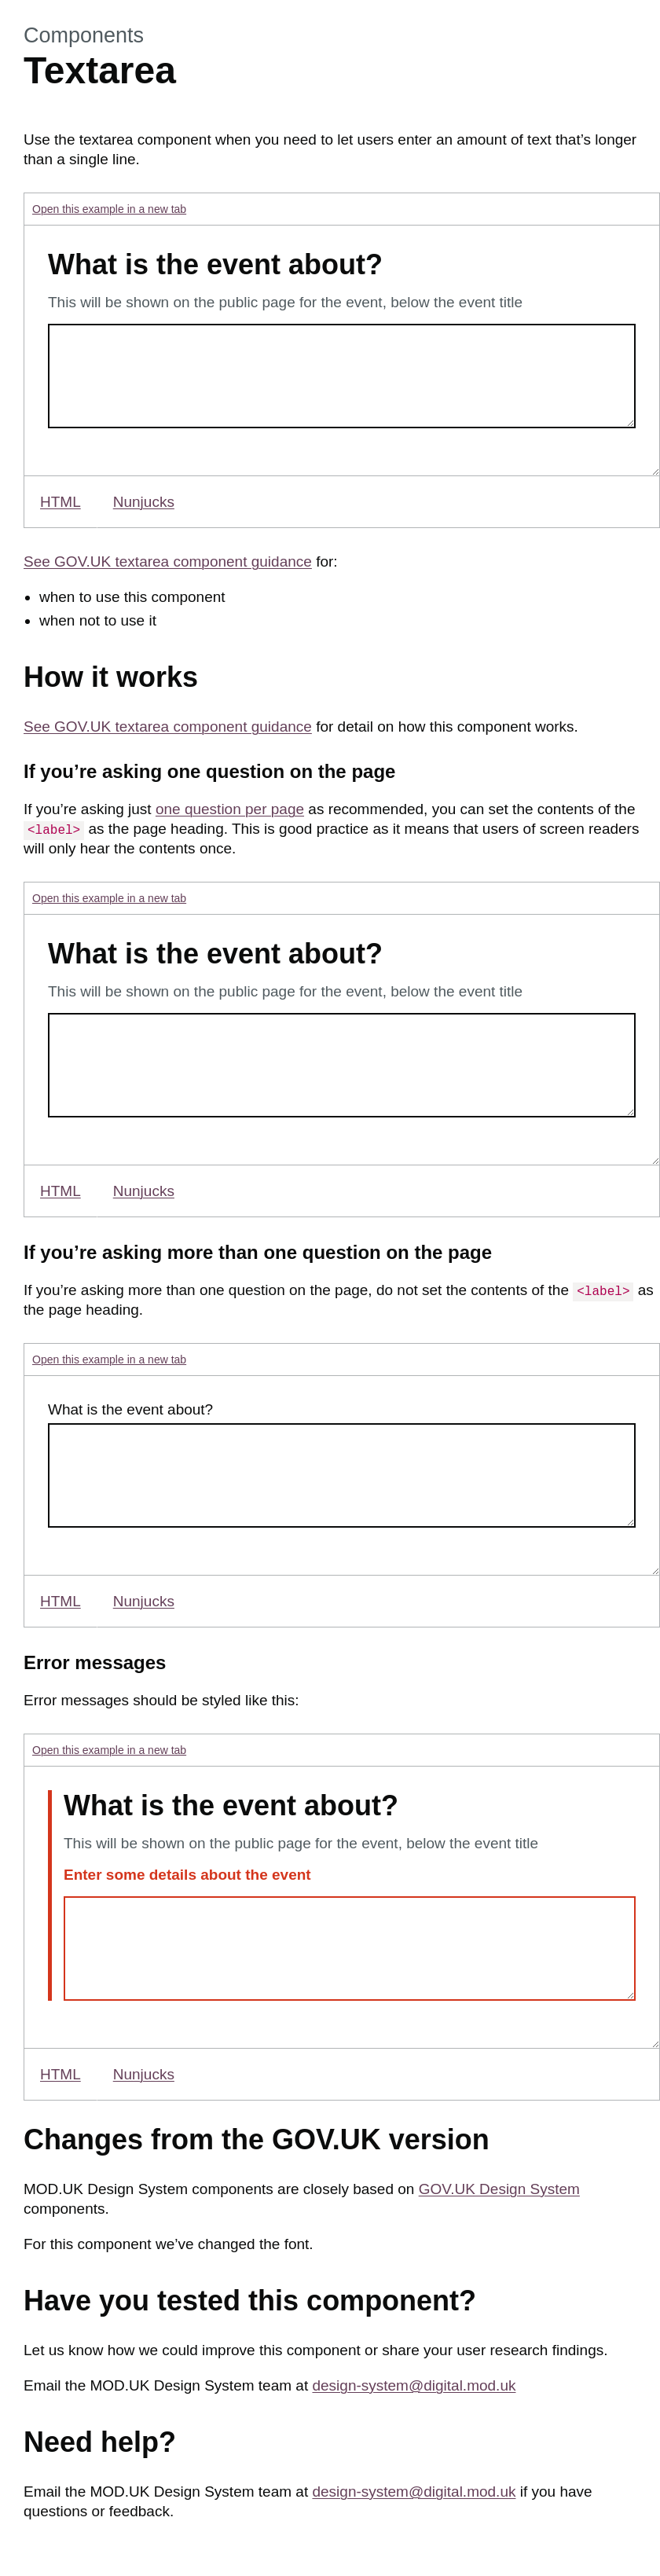 Components
Textarea
Use the textarea component when you need to let users enter an amount of text that’s longer
than a single line.
Open this example in a new tab
What is the event about?
This will be shown on the public page for the event, below the event title
HTML
Nunjucks
See GOV.UK textarea component guidance for:
• when to use this component
• when not to use it
How it works
See GOV.UK textarea component guidance for detail on how this component works.
If you’re asking one question on the page
If you’re asking just one question per page as recommended, you can set the contents of the
<label> as the page heading. This is good practice as it means that users of screen readers
will only hear the contents once.
Open this example in a new tab
What is the event about?
This will be shown on the public page for the event, below the event title
HTML
Nunjucks
If you’re asking more than one question on the page
If you’re asking more than one question on the page, do not set the contents of the <label> as
the page heading.
Open this example in a new tab
What is the event about?
HTML
Nunjucks
Error messages
Error messages should be styled like this:
Open this example in a new tab
What is the event about?
This will be shown on the public page for the event, below the event title
Enter some details about the event
HTML
Nunjucks
Changes from the GOV.UK version
MOD.UK Design System components are closely based on GOV.UK Design System
components.
For this component we’ve changed the font.
Have you tested this component?
Let us know how we could improve this component or share your user research findings.
Email the MOD.UK Design System team at design-system@digital.mod.uk
Need help?
Email the MOD.UK Design System team at design-system@digital.mod.uk if you have
questions or feedback.